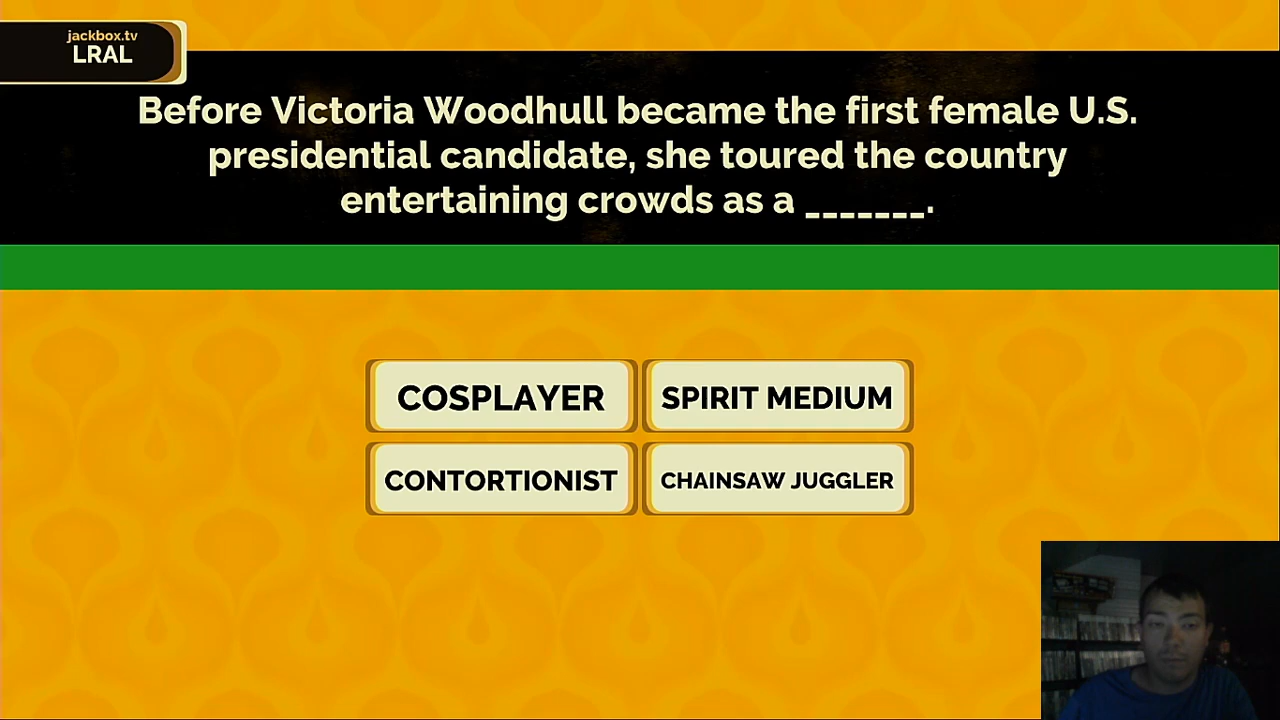 jackbox.tv
LRAL
Before Victoria Woodhull became the first female U.S.
presidential candidate, she toured the country
entertaining crowds as a _______.
COSPLAYER
SPIRIT MEDIUM
CONTORTIONIST
CHAINSAW JUGGLER